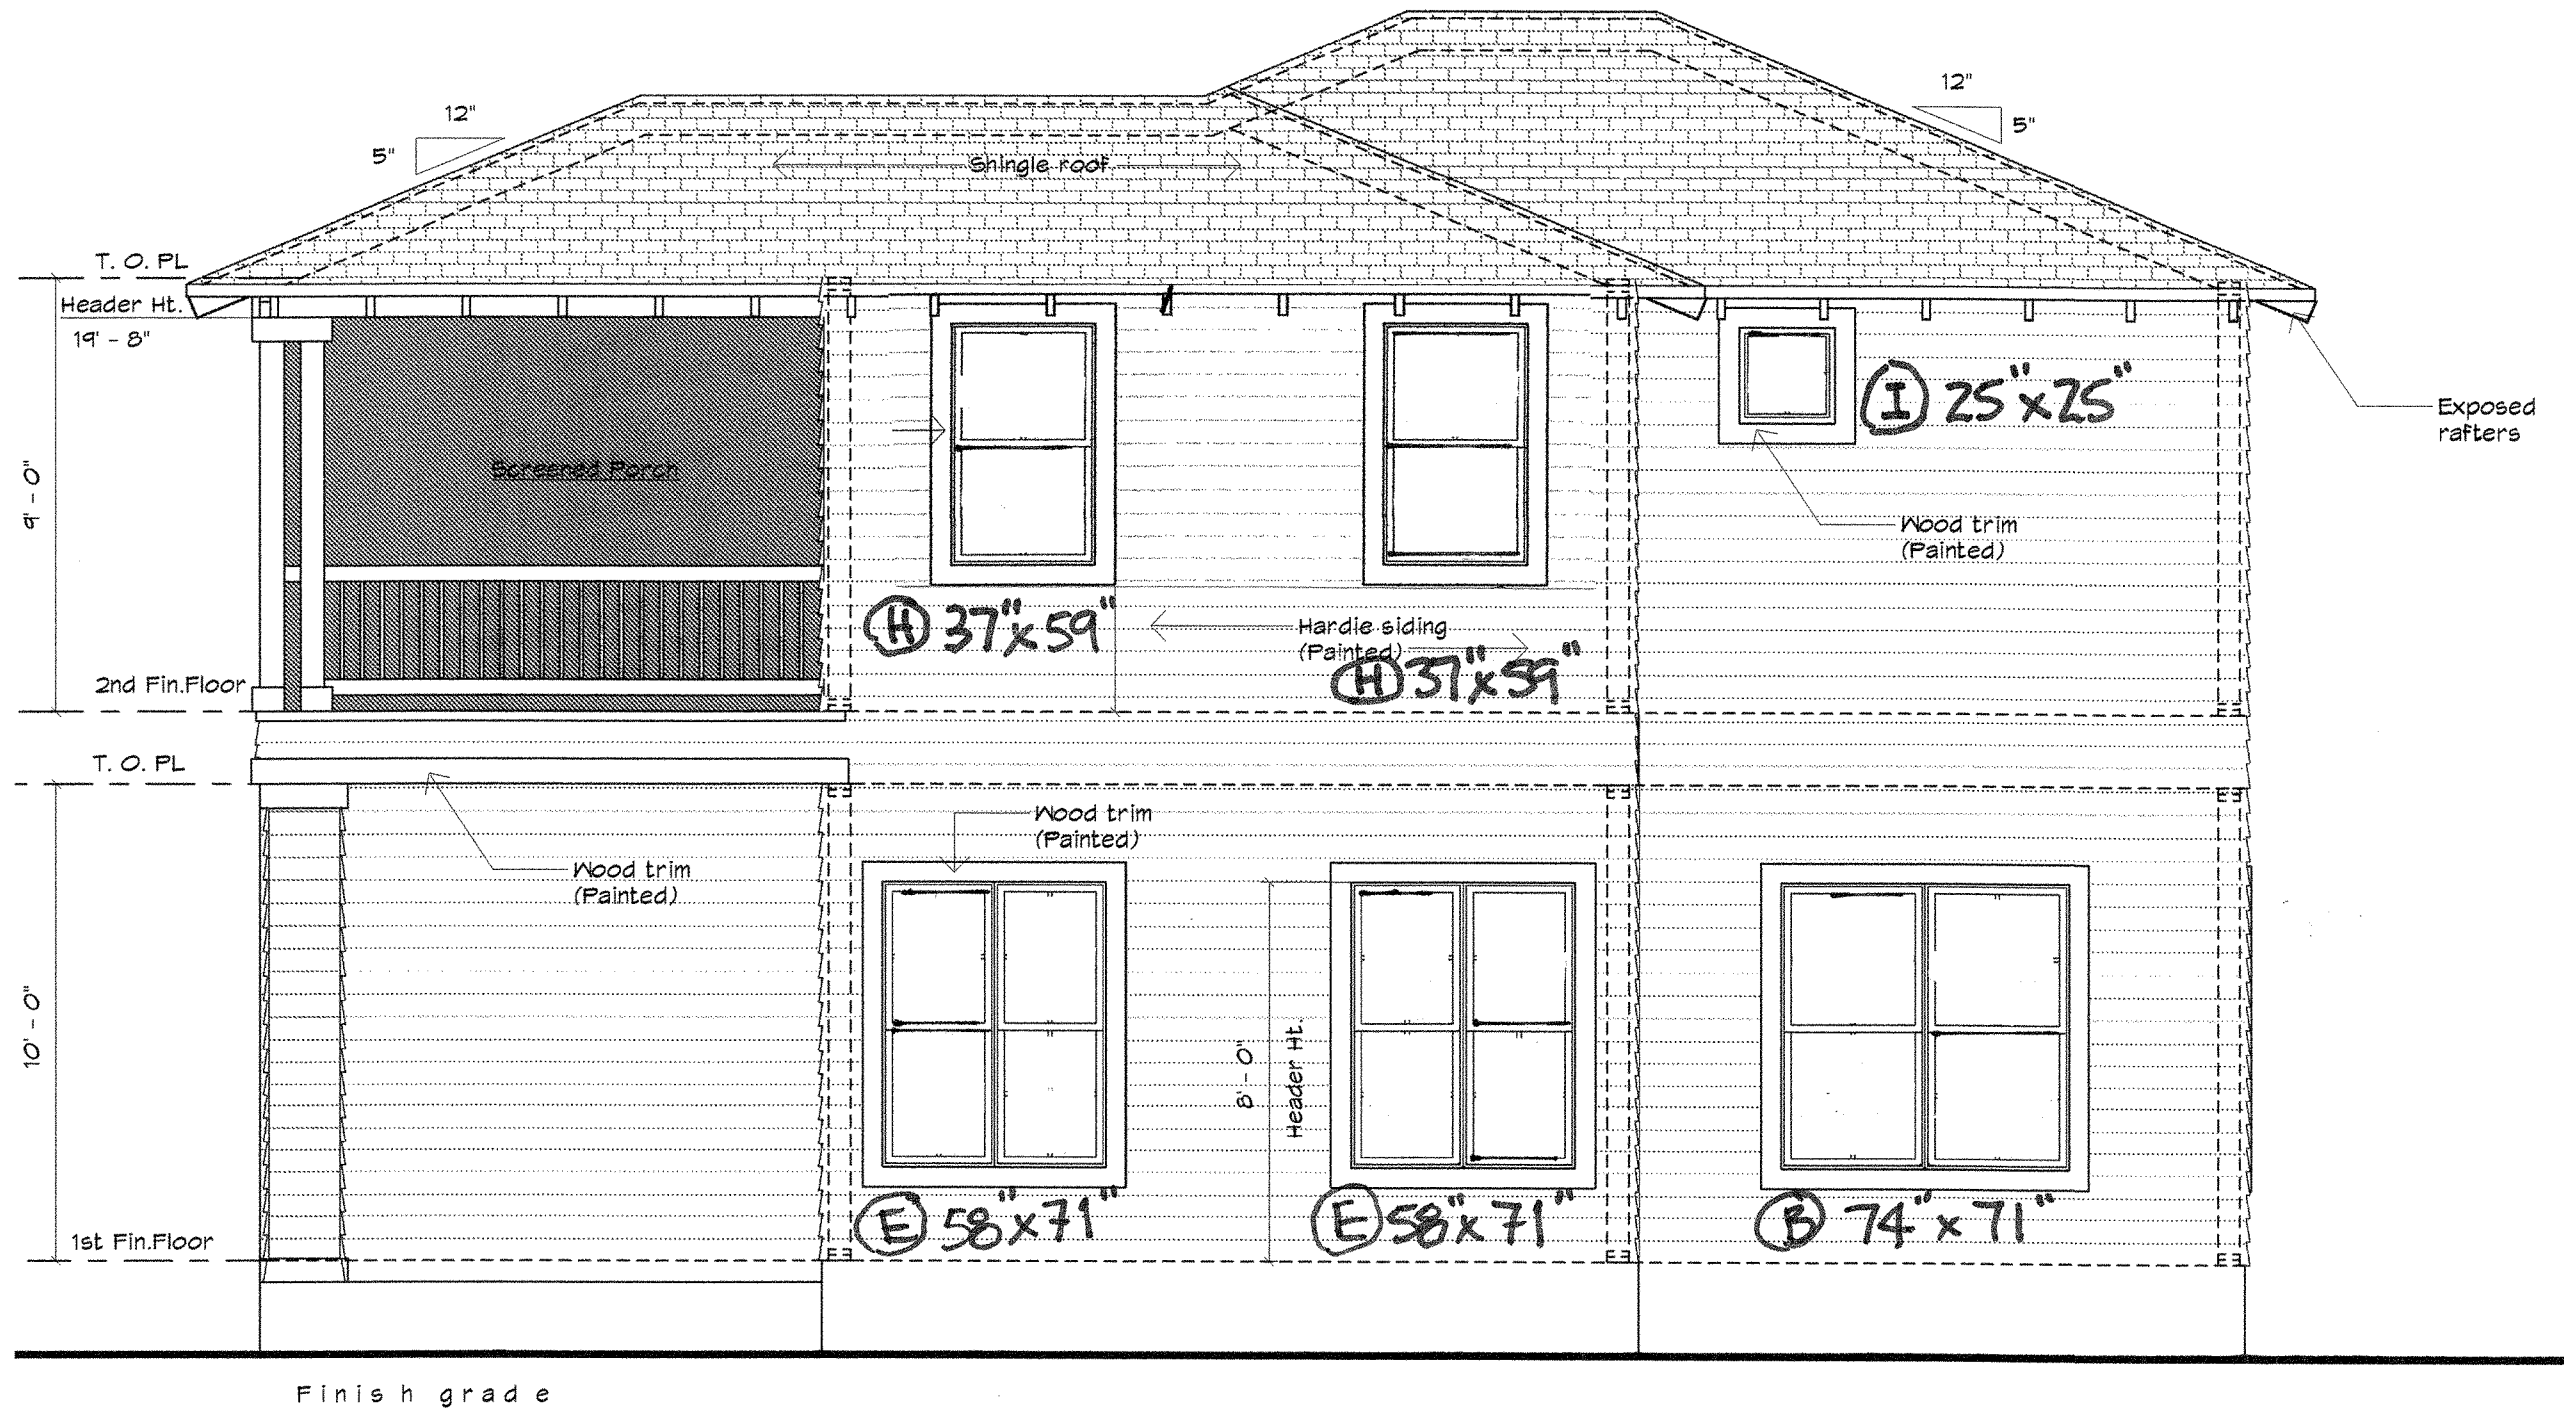 12"
5"
12"
5"
Shingle roof
T. O. PL
Header Ht.
19' - 8"
9' - 0"
Screened Porch
I 25"x25"
Exposed
rafters
Wood trim
(Painted)
H 37"x59"
Hardie siding
(Painted)
H 37"x59"
2nd Fin.Floor
T. O. PL
Wood trim
(Painted)
Wood trim
(Painted)
10' - 0"
8' - 0"
Header Ht.
E 58"x71"
E 58"x71"
B 74"x71"
1st Fin.Floor
Finish grade